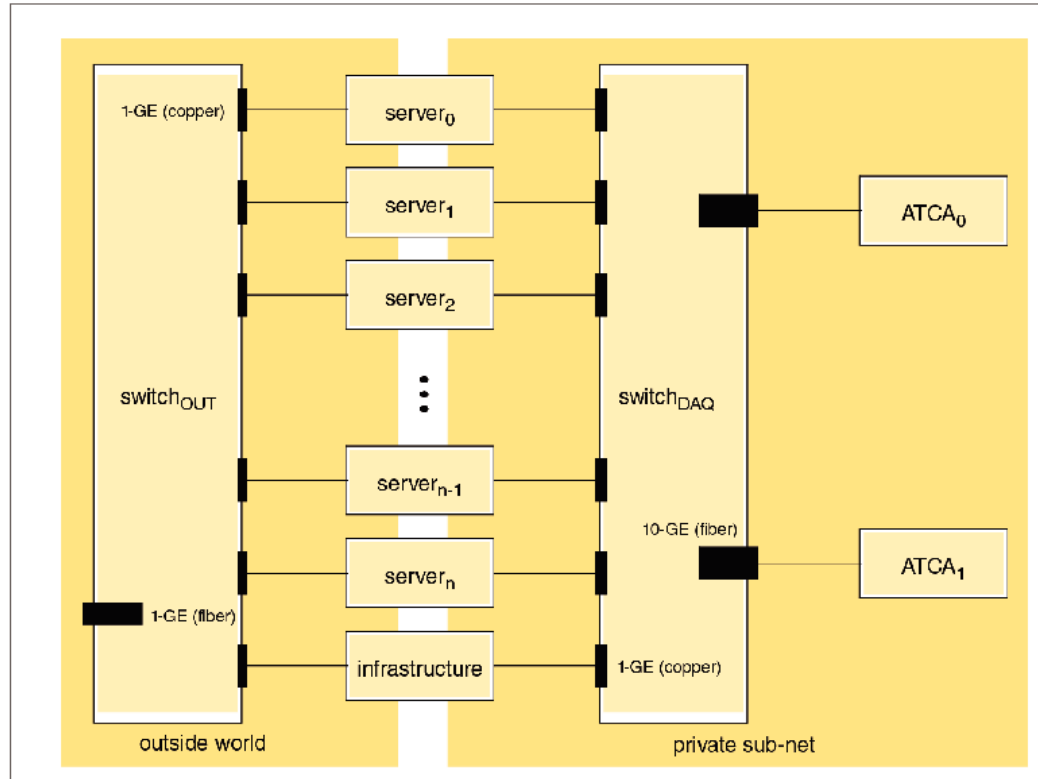 1-GE (copper)
server0
server1
ATCA0
server2
switchOUT
switchDAQ
servern-1
10-GE (fiber)
servern
ATCA1
1-GE (fiber)
infrastructure
1-GE (copper)
outside world
private sub-net